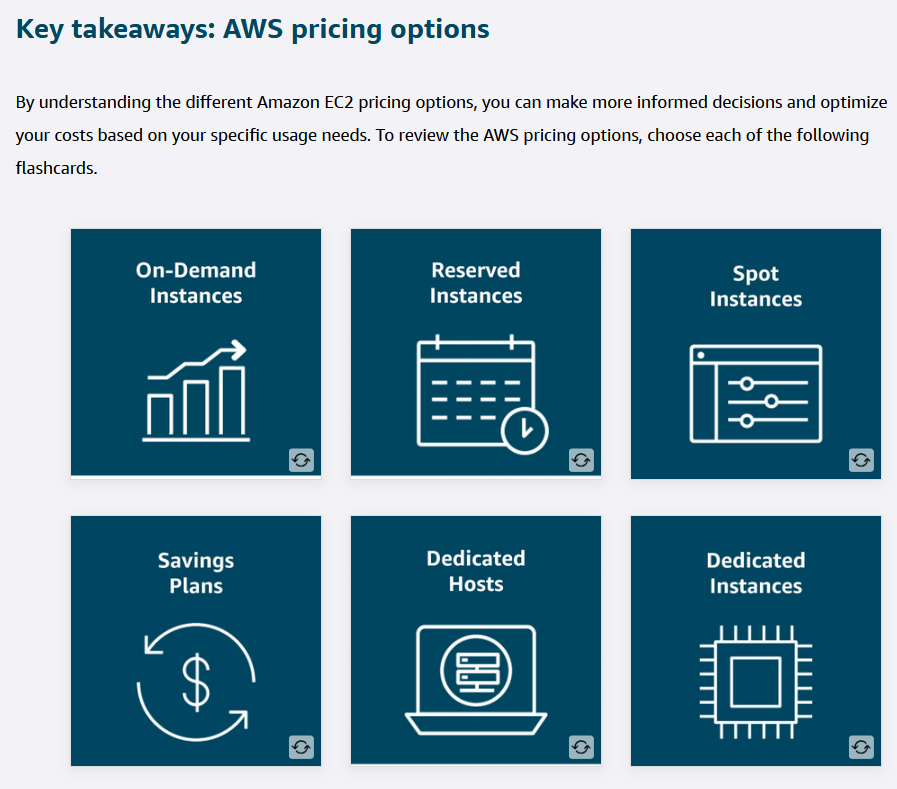 Key takeaways: AWS pricing options
By understanding the different Amazon EC2 pricing options, you can make more informed decisions and optimize
your costs based on your specific usage needs. To review the AWS pricing options, choose each of the following
flashcards.
On-Demand
Instances
Reserved
Instances
Spot
Instances
Savings
Plans
$
Dedicated
Hosts
Dedicated
Instances